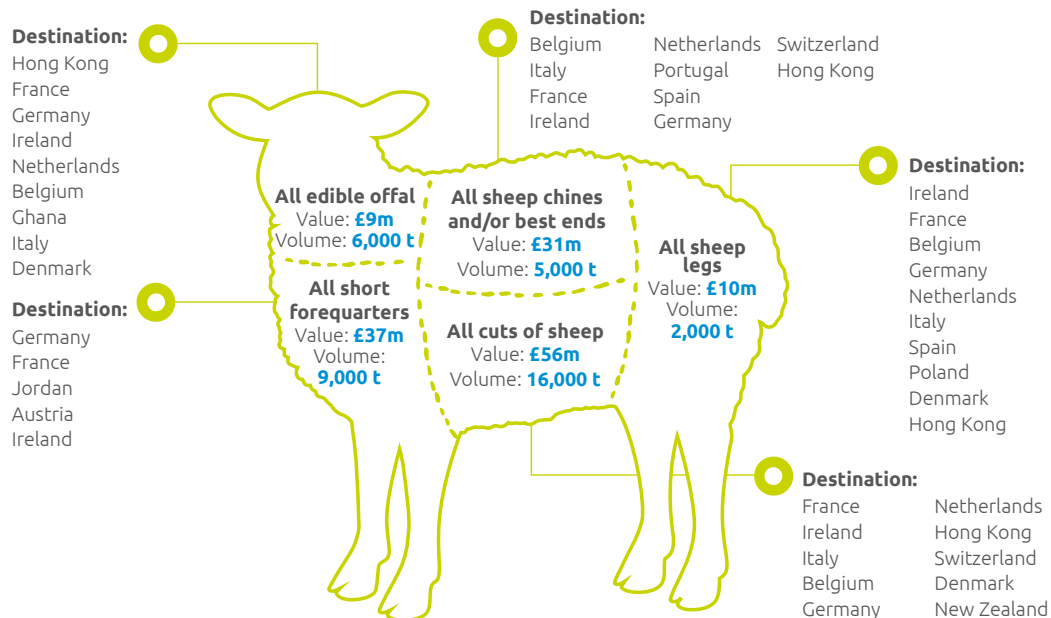 Destination:
Hong Kong
France
Germany
Ireland
Netherlands
Belgium
Ghana
Italy
Denmark
Destination:
Germany
France
Jordan
Austria
Ireland
Destination:
Belgium Netherlands Switzerland
Italy Portugal Hong Kong
France Spain
Ireland Germany
All edible offal
Value: £9m
Volume: 6,000 t
All short
forequarters
Value: £37m
Volume:
9,000 t
All sheep chines
and/or best ends
Value: £31m
Volume: 5,000 t
All cuts of sheep
Value: £56m
Volume: 16,000 t
All sheep
legs
Value: £10m
Volume:
2,000 t
Destination:
Ireland
France
Belgium
Germany
Netherlands
Italy
Spain
Poland
Denmark
Hong Kong
Destination:
France Netherlands
Ireland Hong Kong
Italy Switzerland
Belgium Denmark
Germany New Zealand